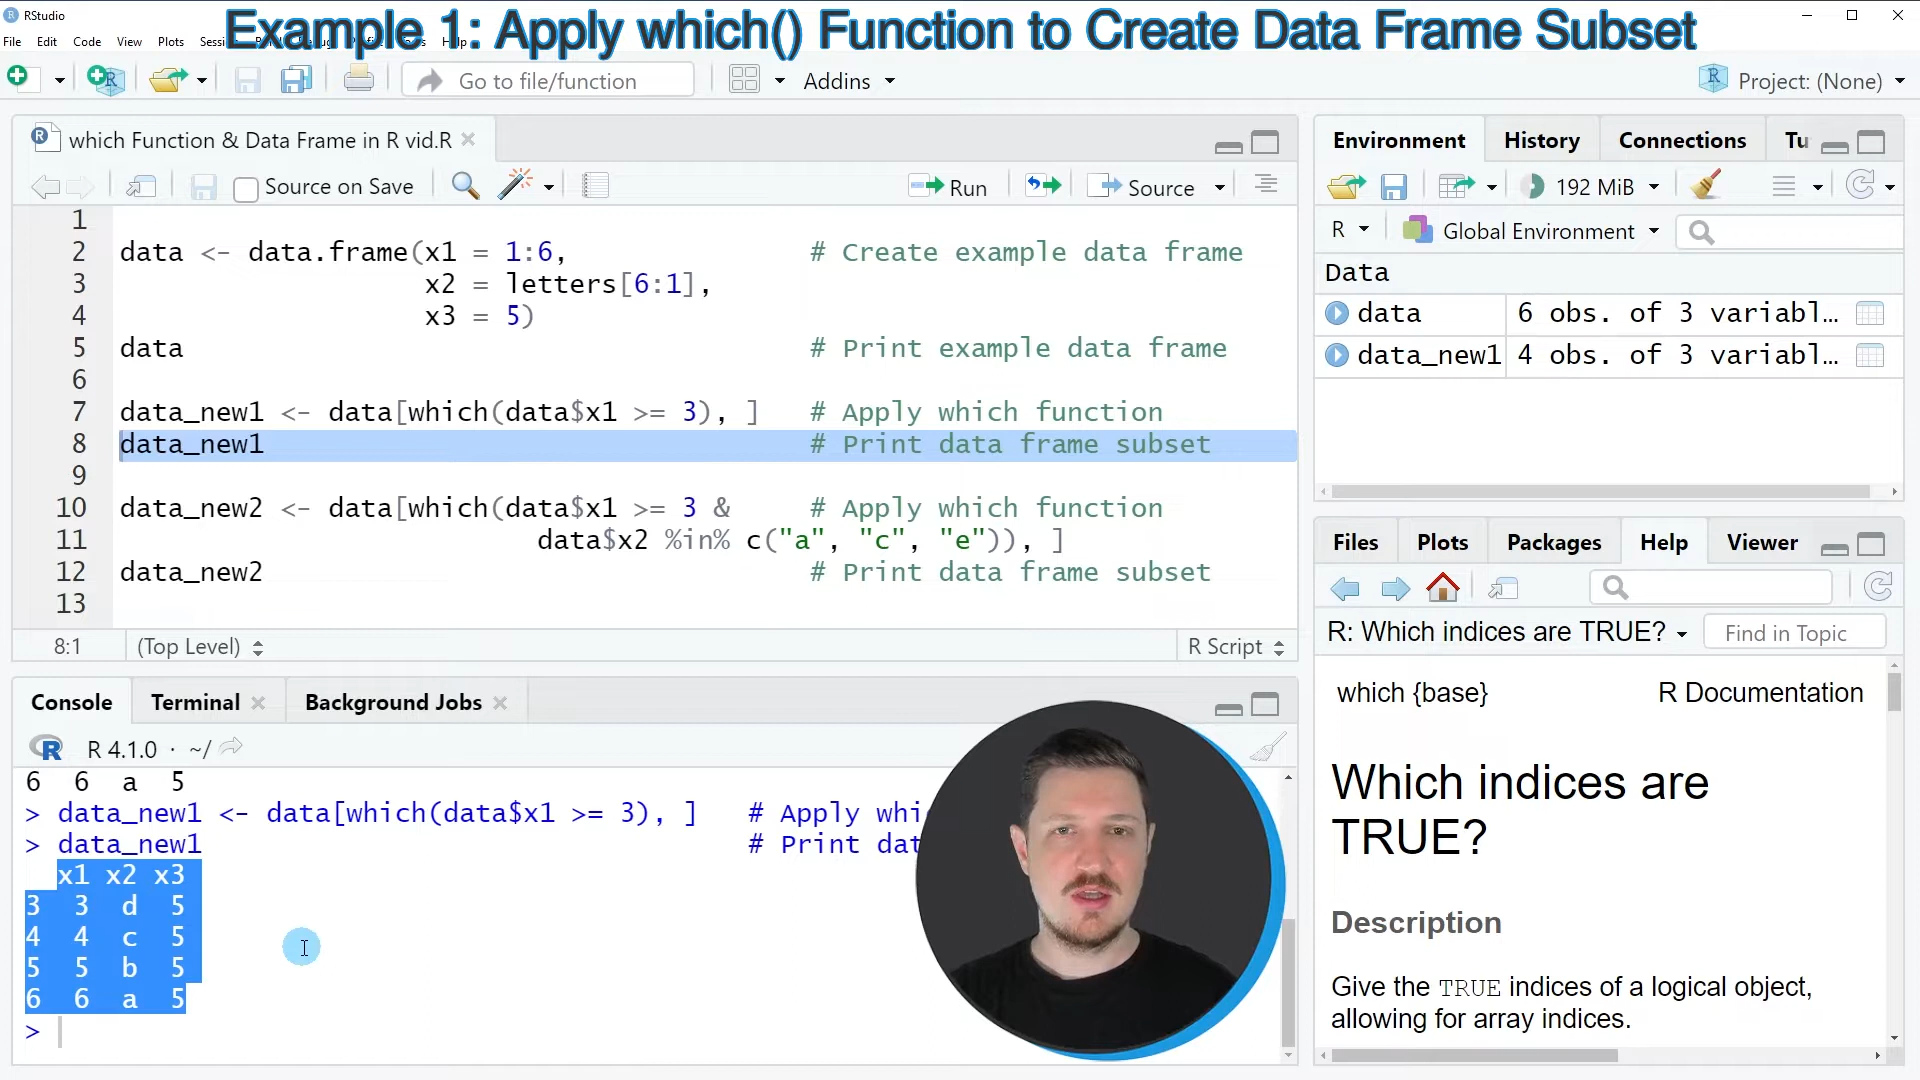 RStudio
Example 1: Apply which() Function to Create Data Frame Subset
File Edit Code View Plots
Go to file/function
Addins
Project: (None)
which Function & Data Frame in R vid.R
Source on Save
Run
Source
1
2 data <- data.frame(x1 = 1:6, # Create example data frame
3 x2 = letters[6:1],
4 x3 = 5)
5 data # Print example data frame
6
7 data_new1 <- data[which(data$x1 >= 3), ] # Apply which function
8 data_new1 # Print data frame subset
9
10 data_new2 <- data[which(data$x1 >= 3 & # Apply which function
11 data$x2 %in% c("a", "c", "e")), ]
12 data_new2 # Print data frame subset
13
8:1 (Top Level) R Script
Console Terminal Background Jobs
R 4.1.0 · ~/
6 6 a 5
> data_new1 <- data[which(data$x1 >= 3), ] # Apply whi
> data_new1 # Print dat
x1 x2 x3
3 3 d 5
4 4 c 5
5 5 b 5
6 6 a 5
>
Environment History Connections Tu
192 MiB
R Global Environment
Data
data 6 obs. of 3 variabl…
data_new1 4 obs. of 3 variabl…
Files Plots Packages Help Viewer
R: Which indices are TRUE? Find in Topic
which {base} R Documentation
Which indices are
TRUE?
Description
Give the TRUE indices of a logical object,
allowing for array indices.